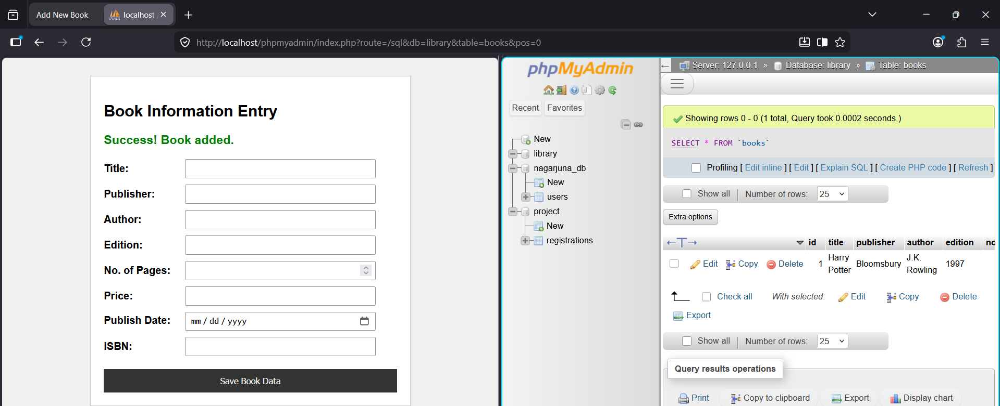 Add New Book
localhost /
http://localhost/phpmyadmin/index.php?route=/sql&db=library&table=books&pos=0
Book Information Entry
Success! Book added.
Title:
Publisher:
Author:
Edition:
No. of Pages:
Price:
Publish Date: mm / dd / yyyy
ISBN:
Save Book Data
phpMyAdmin
Recent Favorites
New
library
nagarjuna_db
New
users
project
New
registrations
Server: 127.0.0.1 » Database: library » Table: books
Showing rows 0 - 0 (1 total, Query took 0.0002 seconds.)
SELECT * FROM `books`
Profiling [ Edit inline ] [ Edit ] [ Explain SQL ] [ Create PHP code ] [ Refresh ]
Show all | Number of rows: 25
Extra options
id title publisher author edition no
Edit Copy Delete 1 Harry Potter Bloomsbury J.K. Rowling 1997
Check all With selected: Edit Copy Delete
Export
Show all | Number of rows: 25
Query results operations
Print Copy to clipboard Export Display chart